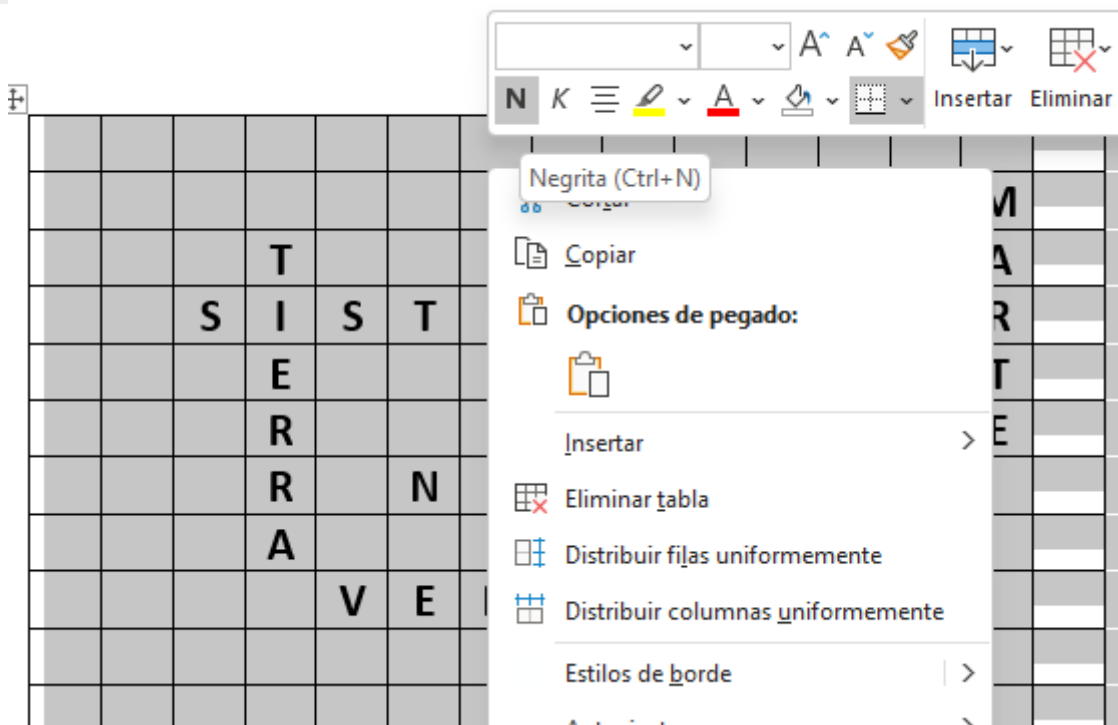 Insertar Eliminar
N K A
Negrita (Ctrl+N)
M
T A
Copiar
S I S T R
Opciones de pegado:
E T
R E
Insertar
R N
Eliminar tabla
A
Distribuir filas uniformemente
V E
Distribuir columnas uniformemente
Estilos de borde